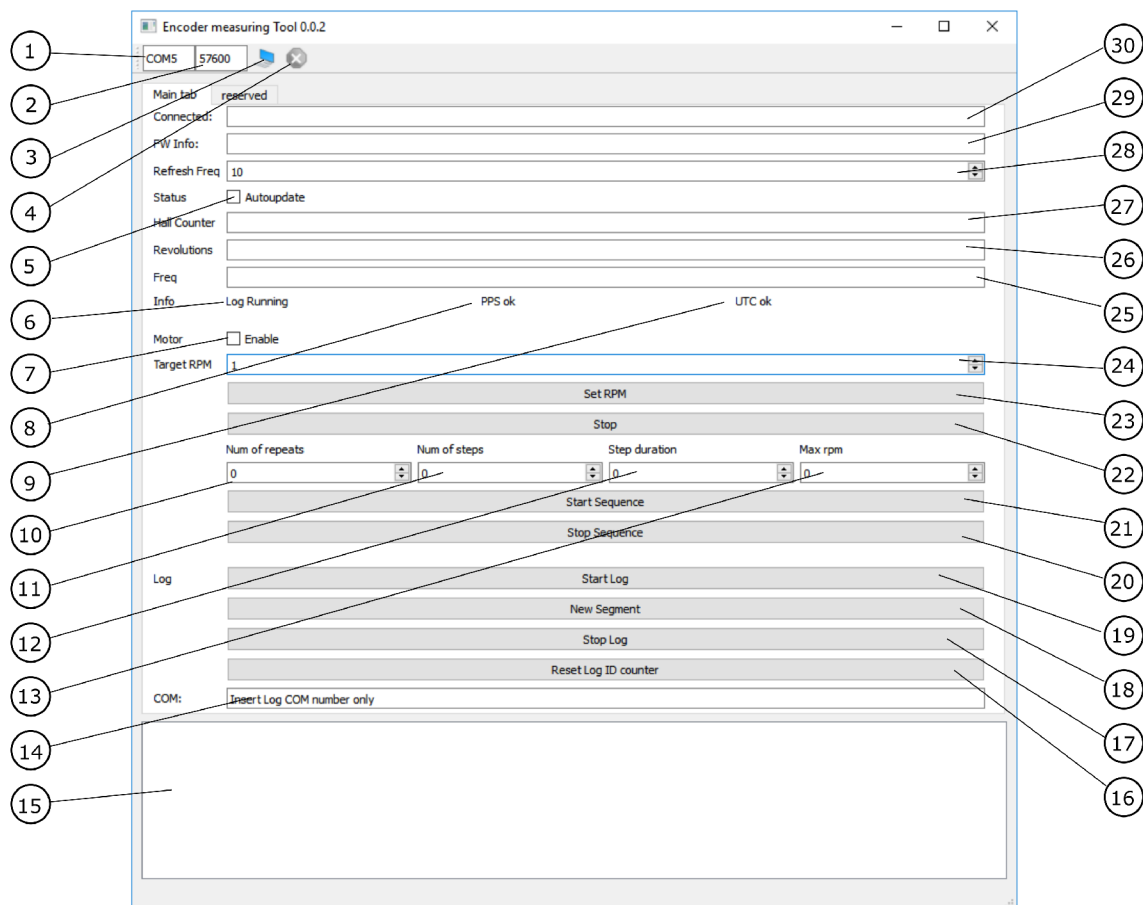 Encoder measuring Tool 0.0.2
1 COM5 57600 30
2 Main tab reserved 29
Connected:
3 FW Info: 28
Refresh Freq 10
4 Status Autoupdate 27
Hall Counter
5 Revolutions 26
Freq
6 Info Log Running PPS ok UTC ok 25
7 Motor Enable 24
Target RPM 1
8 Set RPM 23
Stop
9 Num of repeats Num of steps Step duration Max rpm 22
0 0 0 0
10 Start Sequence 21
Stop Sequence
11 Log Start Log 20
12 New Segment 19
Stop Log
13 Reset Log ID counter 18
COM: Insert Log COM number only
14 17
15 16